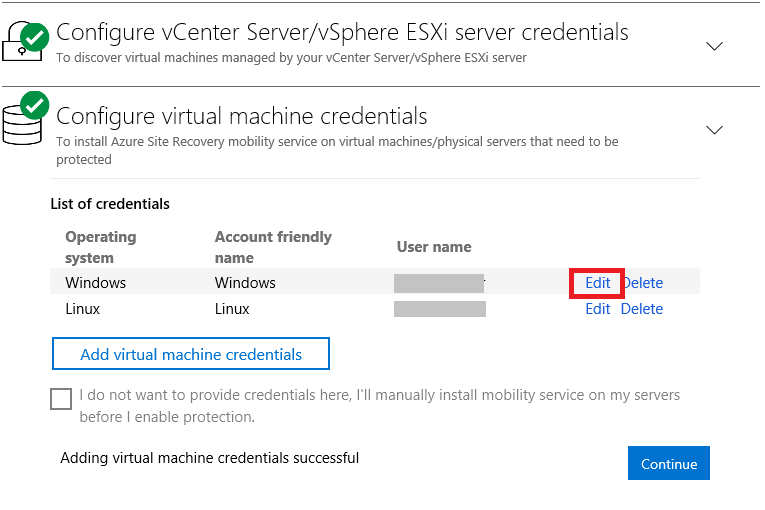 Configure vCenter Server/vSphere ESXi server credentials
To discover virtual machines managed by your vCenter Server/vSphere ESXi server
Configure virtual machine credentials
To install Azure Site Recovery mobility service on virtual machines/physical servers that need to be
protected
List of credentials
Operating system Account friendly name User name
Windows Windows Edit Delete
Linux Linux Edit Delete
Add virtual machine credentials
I do not want to provide credentials here, I'll manually install mobility service on my servers
before I enable protection.
Adding virtual machine credentials successful
Continue